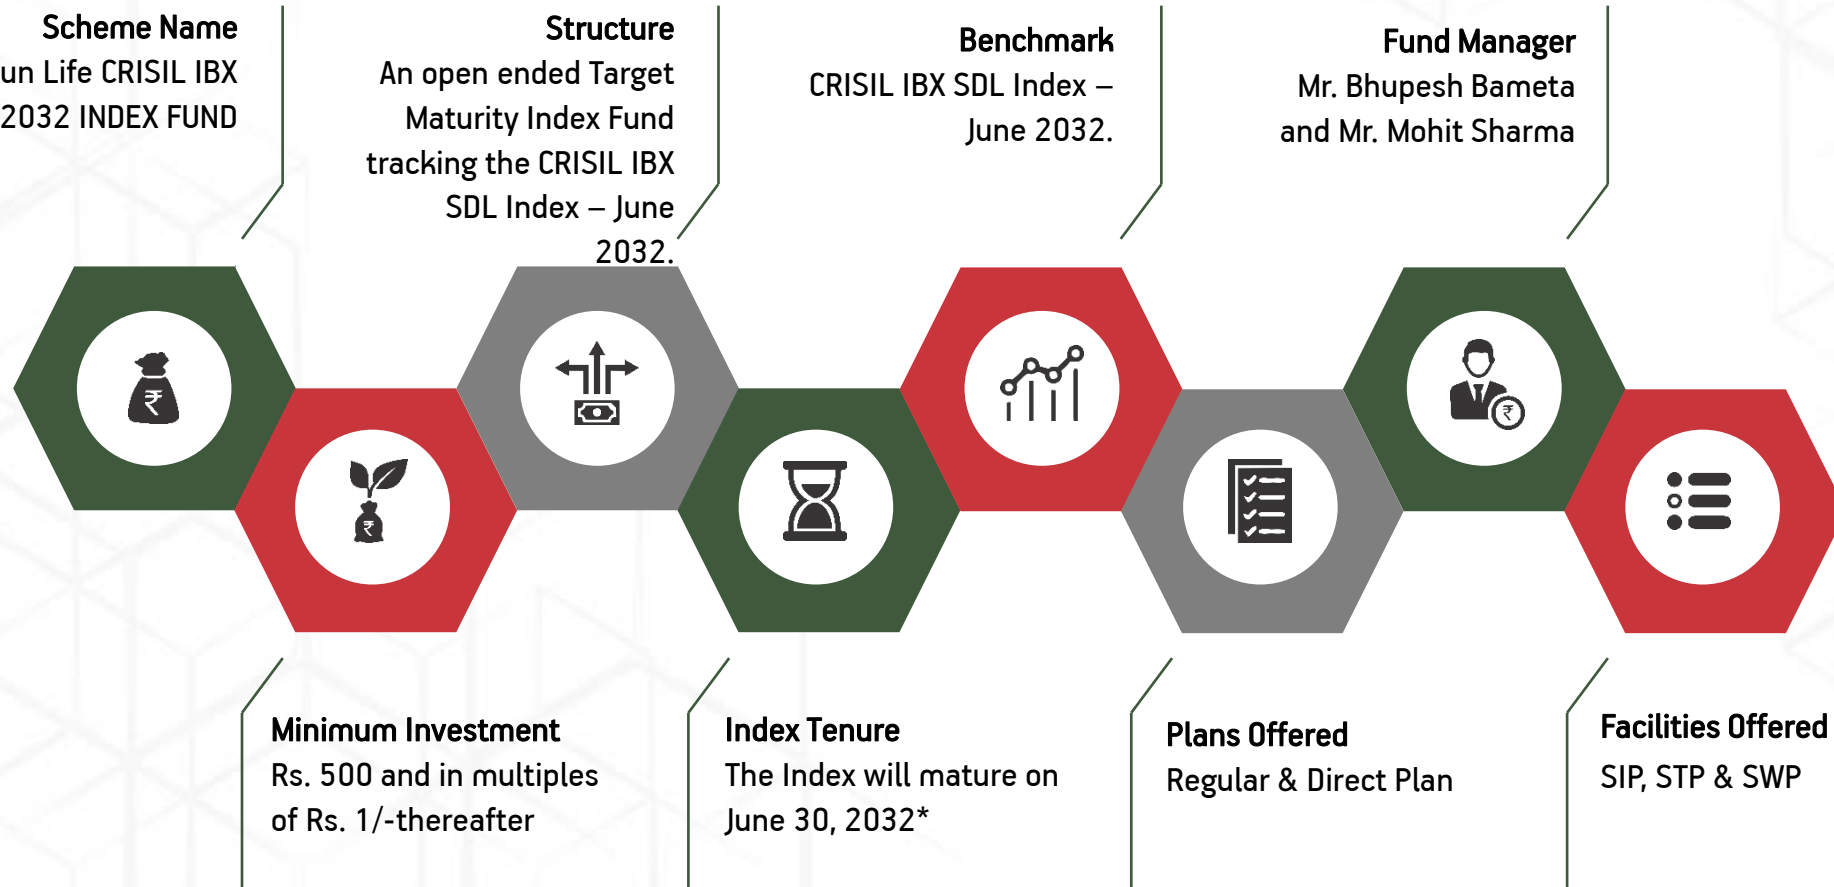 Scheme Name
un Life CRISIL IBX
2032 INDEX FUND
Structure
An open ended Target
Maturity Index Fund
tracking the CRISIL IBX
SDL Index – June
2032.
Benchmark
CRISIL IBX SDL Index –
June 2032.
Fund Manager
Mr. Bhupesh Bameta
and Mr. Mohit Sharma
Minimum Investment
Rs. 500 and in multiples
of Rs. 1/-thereafter
Index Tenure
The Index will mature on
June 30, 2032*
Plans Offered
Regular & Direct Plan
Facilities Offered
SIP, STP & SWP